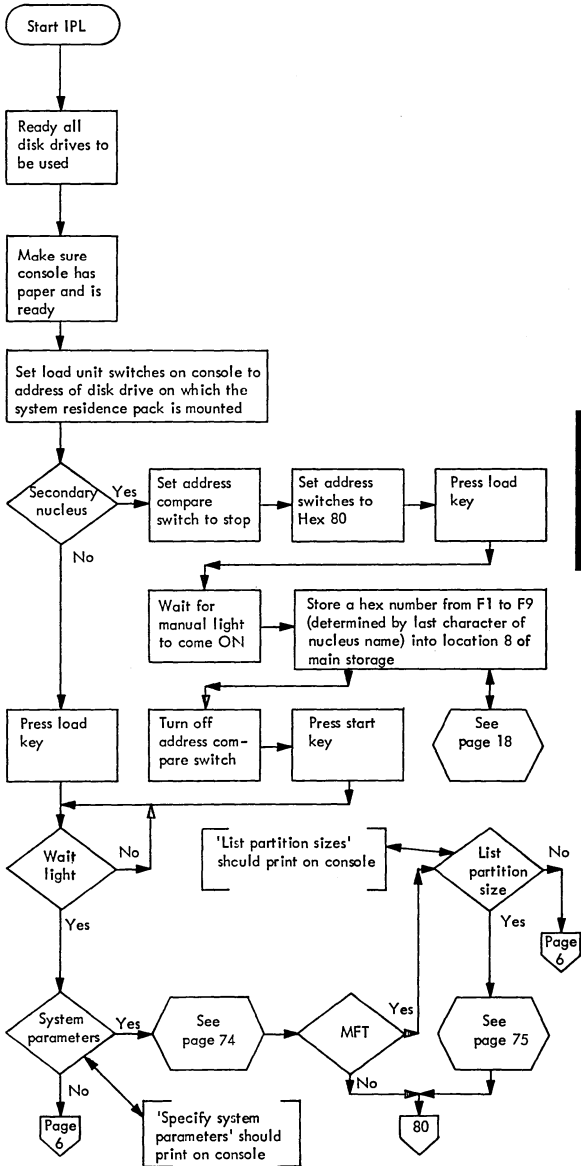 Start IPL
Ready all
disk drives to
be used
Make sure
console has
paper and is
ready
Set load unit switches on console to
address of disk drive on which the
system residence pack is mounted
Secondary
nucleus
Yes
No
Set address
compare
switch to stop
Set address
switches to
Hex 80
Press load
key
Wait for
manual light
to come ON
Store a hex number from F1 to F9
(determined by last character of
nucleus name) into location 8 of
main storage
Press load
key
Turn off
address com-
pare switch
Press start
key
See
page 18
Wait
light
No
Yes
'List partition sizes'
should print on console
List
partition
size
No
Yes
Page
6
System
parameters
Yes
No
See
page 74
MFT
Yes
No
See
page 75
Page
6
'Specify system
parameters' should
print on console
80